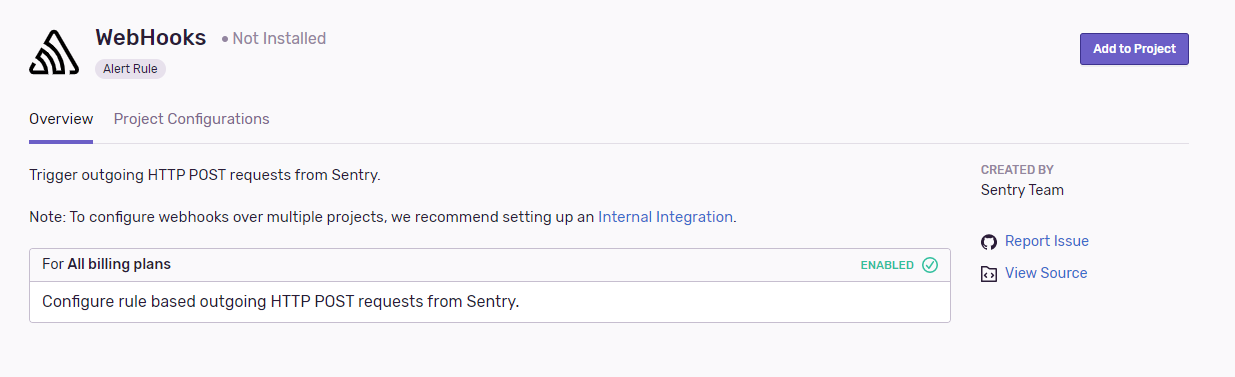 WebHooks
Not Installed
Alert Rule
Add to Project
Overview
Project Configurations
Trigger outgoing HTTP POST requests from Sentry.
Note: To configure webhooks over multiple projects, we recommend setting up an Internal Integration.
For All billing plans
ENABLED
Configure rule based outgoing HTTP POST requests from Sentry.
CREATED BY
Sentry Team
Report Issue
View Source